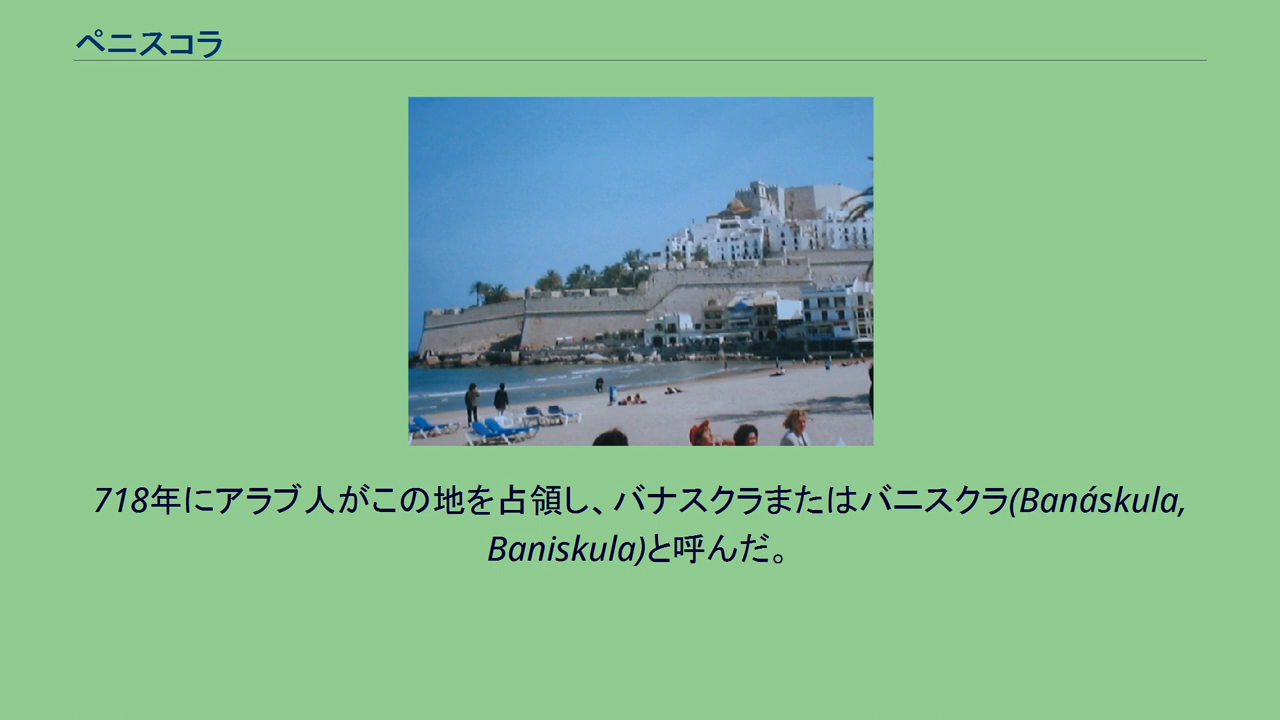 ペニスコラ
718年にアラブ人がこの地を占領し、バナスクラまたはバニスクラ(Banáskula,
Baniskula)と呼んだ。